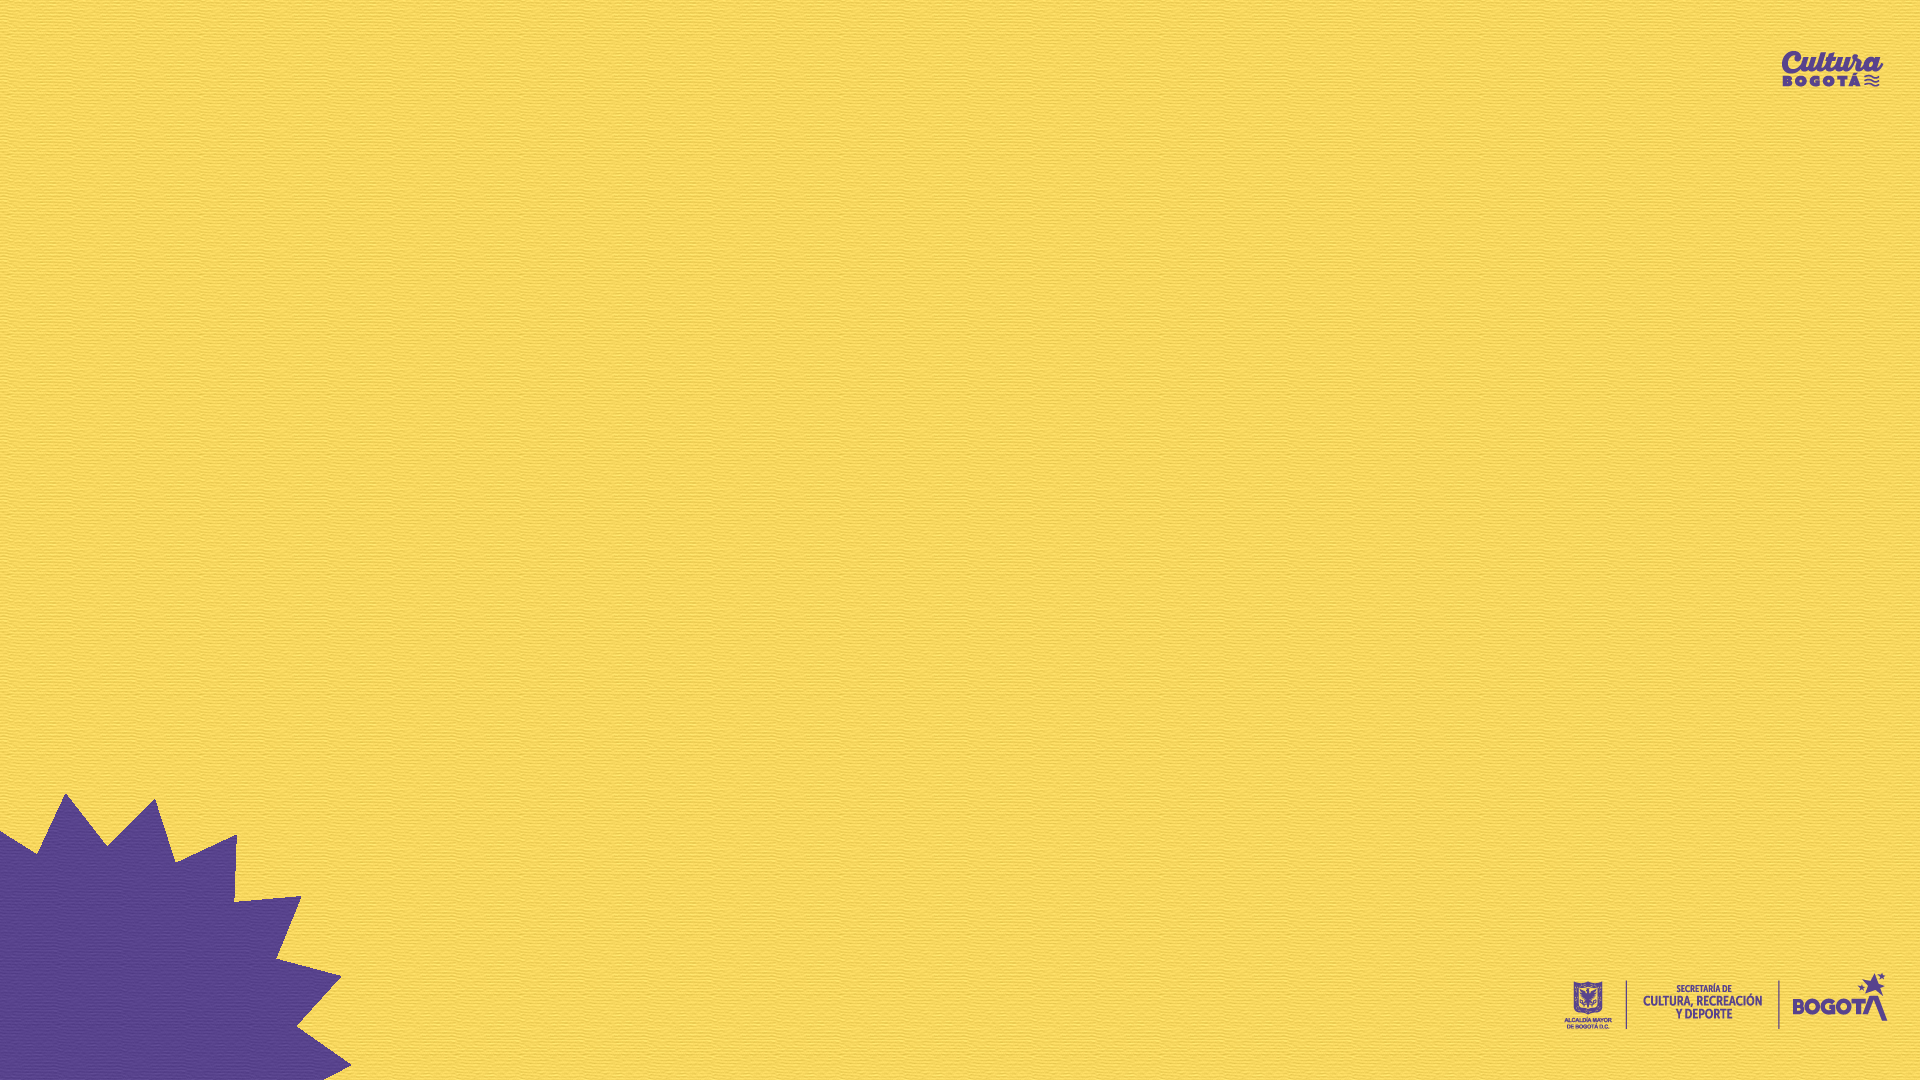 Cultura
BOGOTÁ
ALCALDÍA MAYOR
DE BOGOTÁ D.C.
SECRETARÍA DE
CULTURA, RECREACIÓN
Y DEPORTE
BOGOTÁ